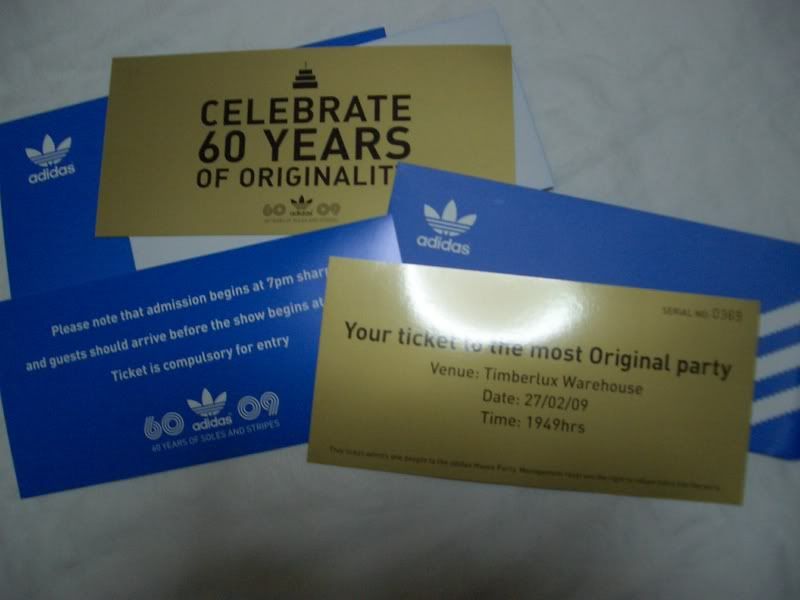 CELEBRATE
60 YEARS
OF ORIGINALIT
60 adidas 09
adidas
adidas
Please note that admission begins at 7pm shar
and guests should arrive before the show begins at
Ticket is compulsory for entry
60 adidas 09
60 YEARS OF SOLES AND STRIPES
SERIAL NO. 0369
Your ticket to the most Original party
Venue: Timberlux Warehouse
Date: 27/02/09
Time: 1949hrs